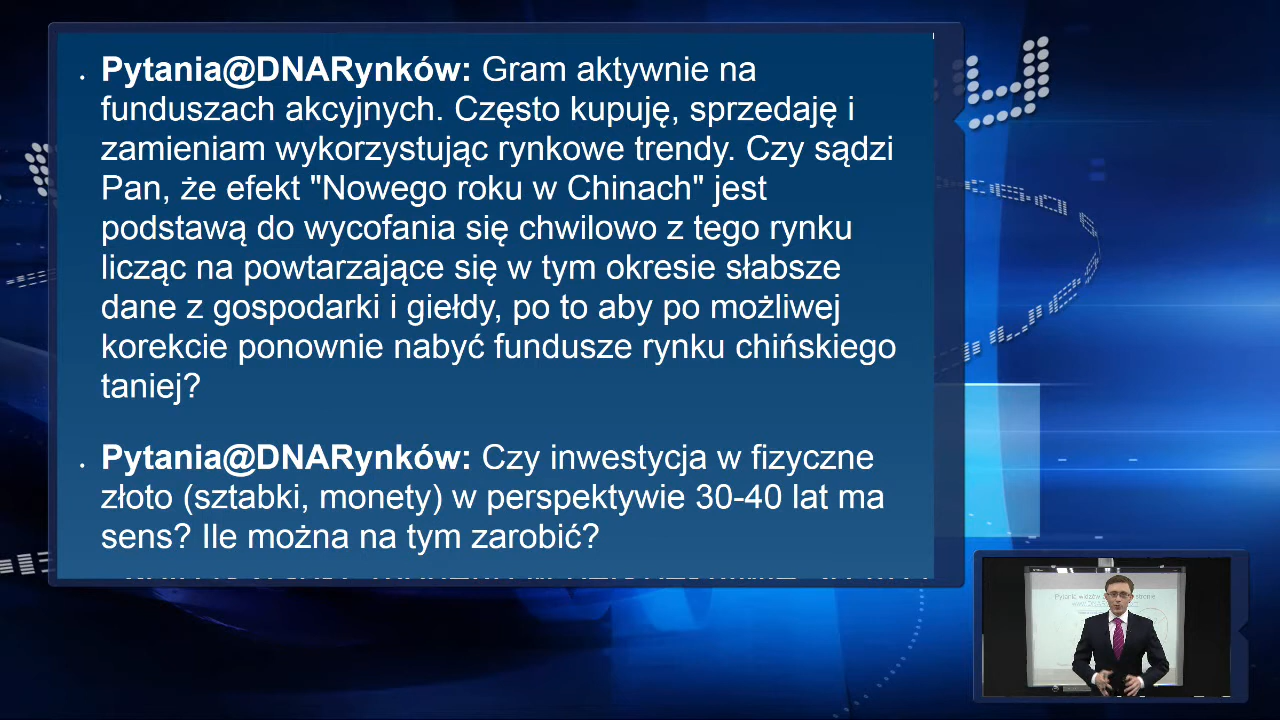 Pytania@DNARynków: Gram aktywnie na
funduszach akcyjnych. Często kupuję, sprzedaję i
zamieniam wykorzystując rynkowe trendy. Czy sądzi
Pan, że efekt "Nowego roku w Chinach" jest
podstawą do wycofania się chwilowo z tego rynku
licząc na powtarzające się w tym okresie słabsze
dane z gospodarki i giełdy, po to aby po możliwej
korekcie ponownie nabyć fundusze rynku chińskiego
taniej?
Pytania@DNARynków: Czy inwestycja w fizyczne
złoto (sztabki, monety) w perspektywie 30-40 lat ma
sens? Ile można na tym zarobić?
Pytania widzów